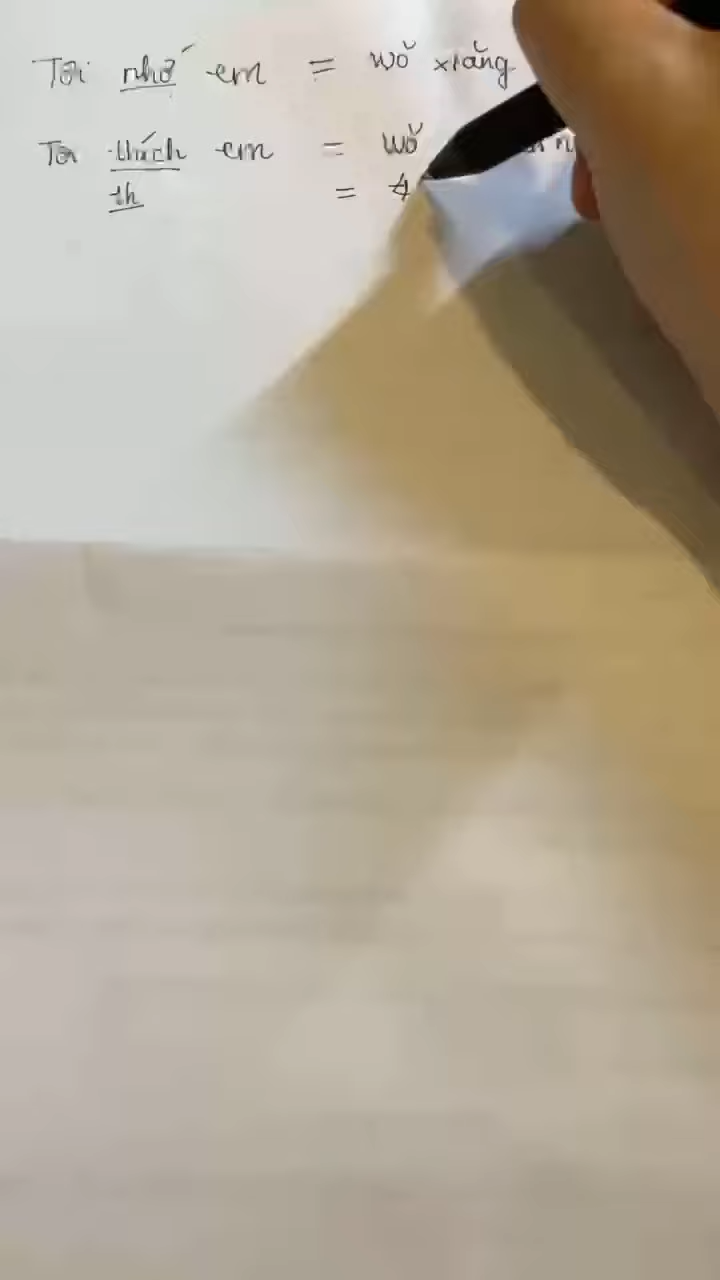 Tôi nhớ em = wǒ xiǎng
Tôi thích em = wǒ
th =